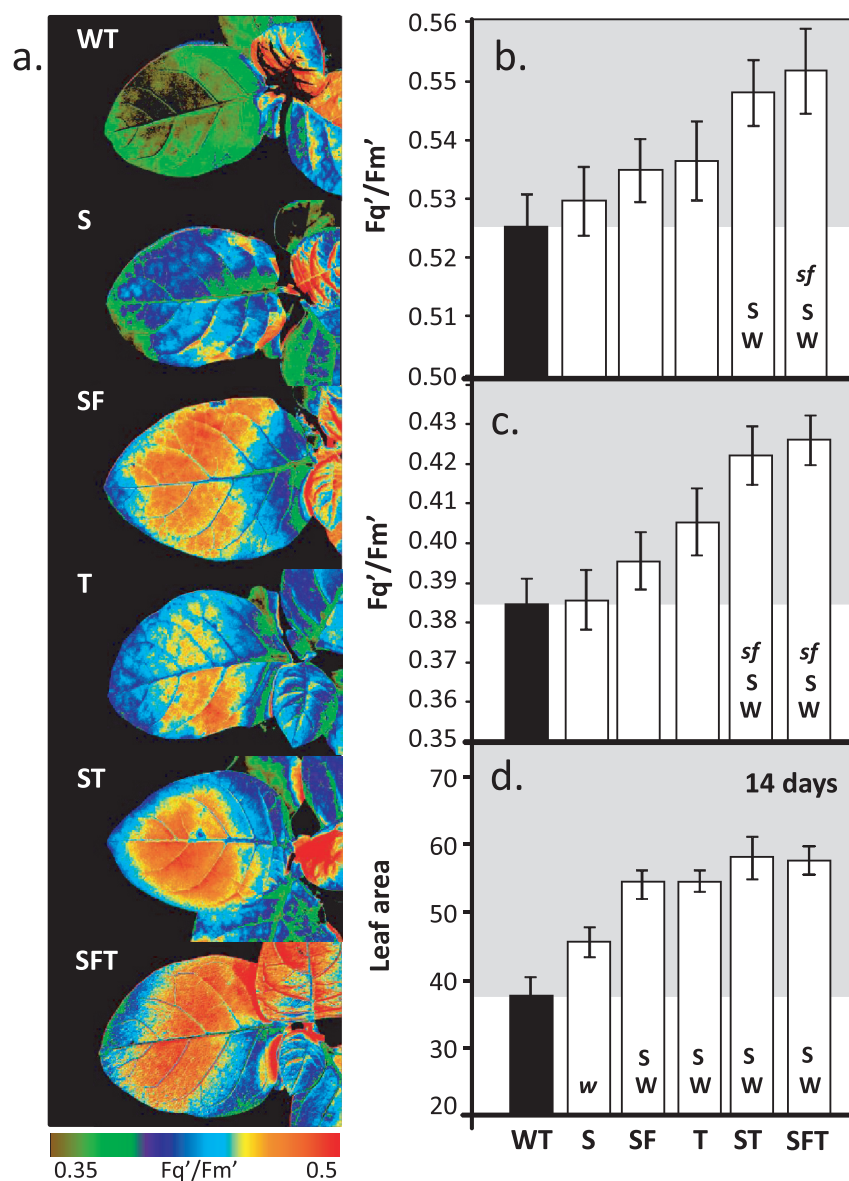 a.
WT
S
SF
T
ST
SFT
0.35 Fq’/Fm’ 0.5
b.
Fq’/Fm’
0.56
0.55
0.54
0.53
0.52
0.51
0.50
S
W
sf
S
W
c.
Fq’/Fm’
0.43
0.42
0.41
0.40
0.39
0.38
0.37
0.36
0.35
sf
S
W
sf
S
W
d.
14 days
Leaf area
70
60
50
40
30
20
w
S
W
S
W
S
W
S
W
WT S SF T ST SFT